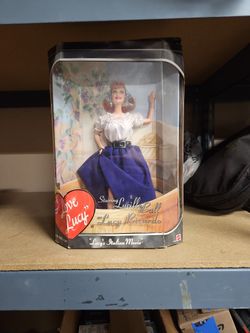 Love
Lucy
Starring
Lucille Ball
as Lucy Ricardo
"Lucy's Italian Movie"